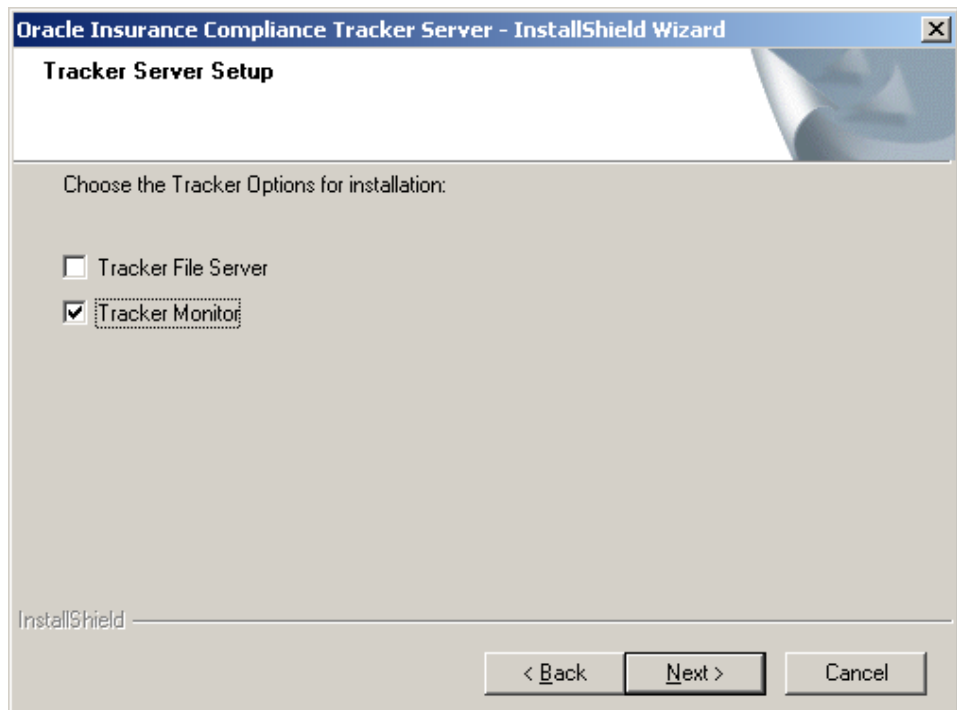 Oracle Insurance Compliance Tracker Server - InstallShield Wizard
Tracker Server Setup
Choose the Tracker Options for installation:
Tracker File Server
Tracker Monitor
InstallShield
< Back Next > Cancel